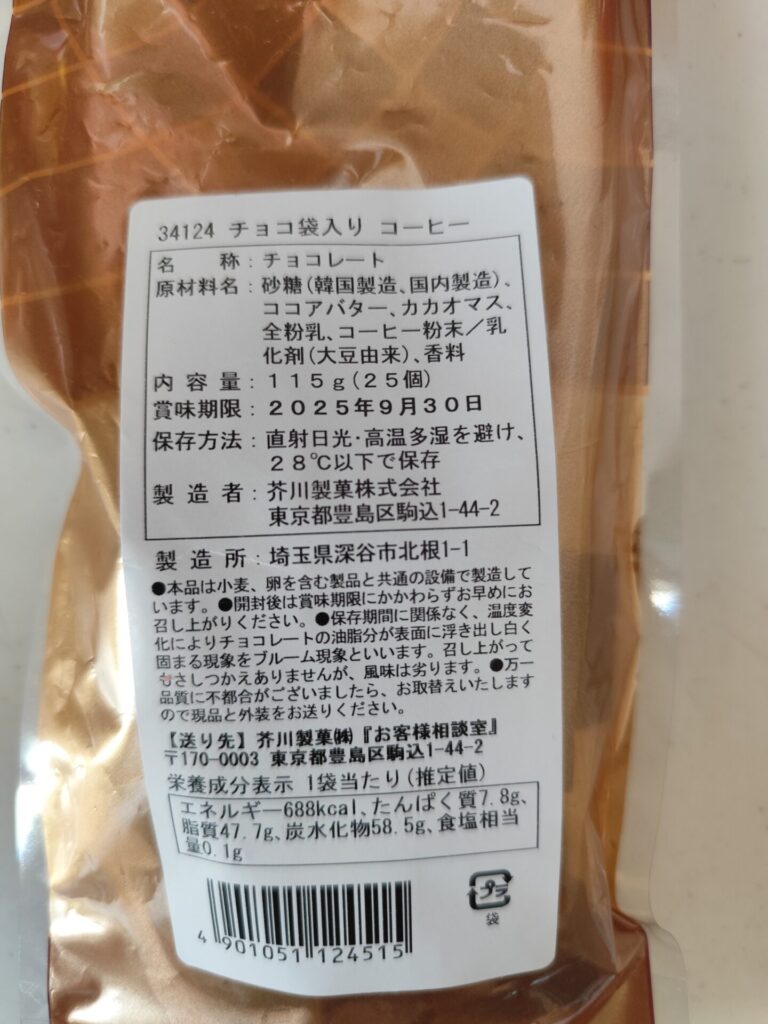 34124 チョコ袋入り コーヒー
名　　称：チョコレート
原材料名：砂糖（韓国製造、国内製造）、
ココアバター、カカオマス、
全粉乳、コーヒー粉末／乳
化剤（大豆由来）、香料
内 容 量：１１５ｇ（２５個）
賞味期限：２０２５年９月３０日
保存方法：直射日光・高温多湿を避け、
２８℃以下で保存
製 造 者：芥川製菓株式会社
東京都豊島区駒込1-44-2
製 造 所：埼玉県深谷市北根1-1
●本品は小麦、卵を含む製品と共通の設備で製造して
います。●開封後は賞味期限にかかわらずお早めにお
召し上がりください。●保存期間に関係なく、温度変
化によりチョコレートの油脂分が表面に浮き出し白く
固まる現象をブルーム現象といいます。召し上がって
もさしつかえありませんが、風味は劣ります。●万一
品質に不都合がございましたら、お取替えいたします
ので現品と外装をお送りください。
【送り先】芥川製菓㈱『お客様相談室』
〒170-0003 東京都豊島区駒込1-44-2
栄養成分表示 1袋当たり（推定値）
エネルギー688kcal、たんぱく質7.8g、
脂質47.7g、炭水化物58.5g、食塩相当
量0.1g
プラ
袋
4 901051 124515